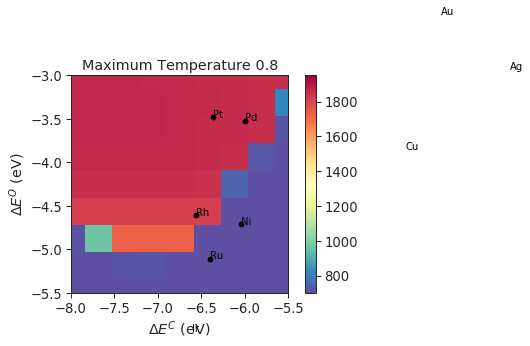 Au
Ag
Maximum Temperature 0.8
−3.0
−3.5
−4.0
−4.5
−5.0
−5.5
ΔE^O (eV)
Pt
Pd
Cu
Rh
Ni
Ru
−8.0 −7.5 −7.0 −6.5 −6.0 −5.5
ΔE^C (eV)
Ir
1800
1600
1400
1200
1000
800